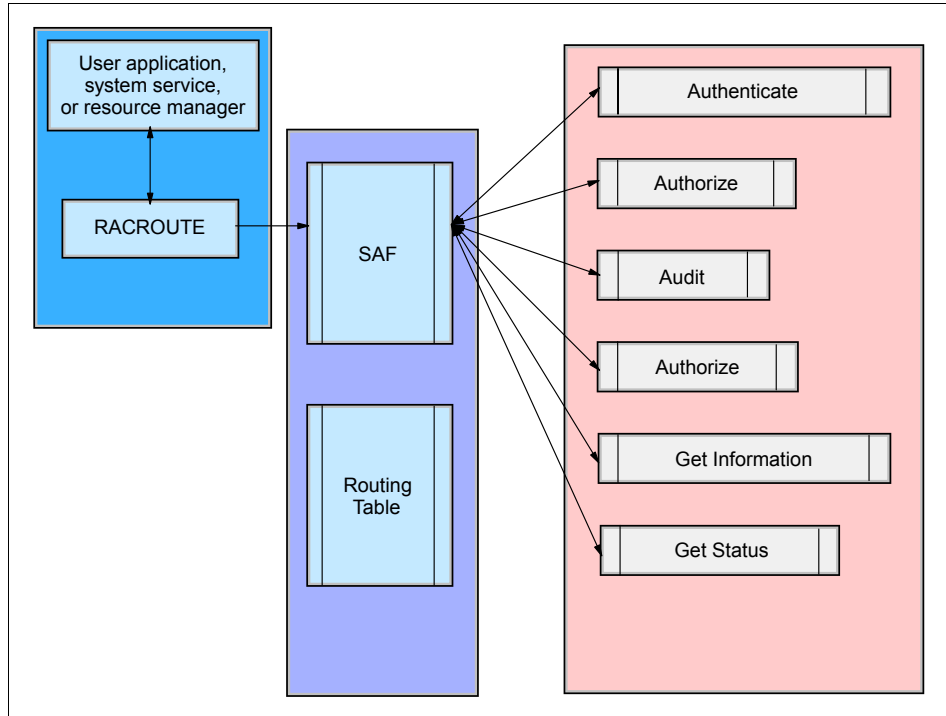 User application,
system service,
or resource manager
RACROUTE
SAF
Routing
Table
Authenticate
Authorize
Audit
Authorize
Get Information
Get Status